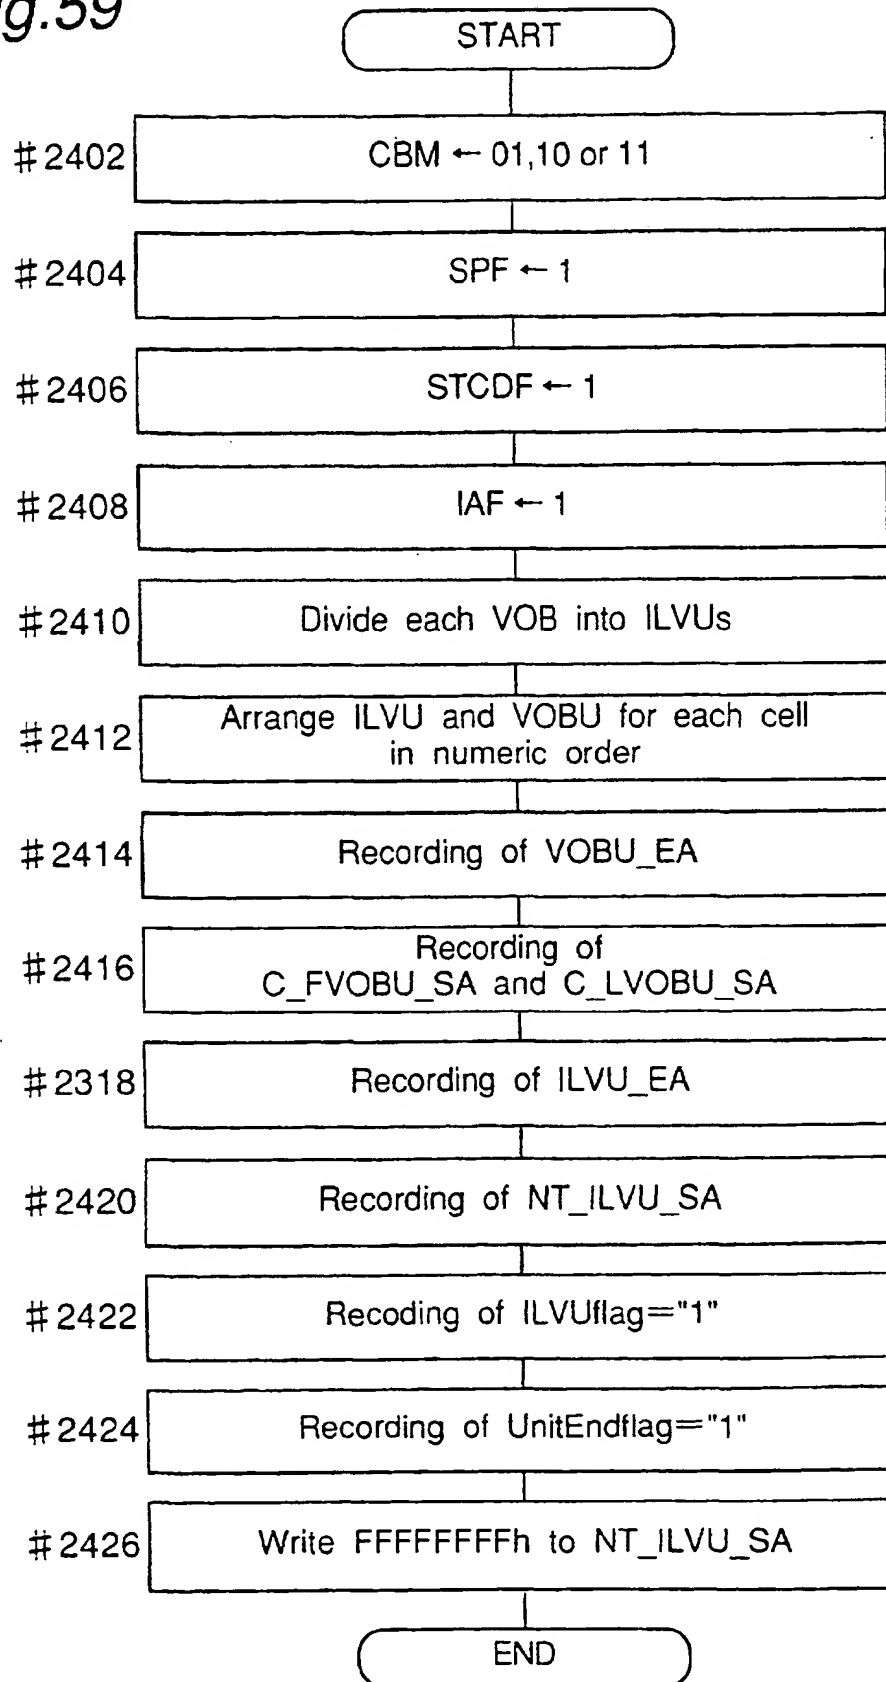 g.59
START
#2402
CBM ← 01,10 or 11
#2404
SPF ← 1
#2406
STCDF ← 1
#2408
IAF ← 1
#2410
Divide each VOB into ILVUs
#2412
Arrange ILVU and VOBU for each cell
in numeric order
#2414
Recording of VOBU_EA
#2416
Recording of
C_FVOBU_SA and C_LVOBU_SA
#2318
Recording of ILVU_EA
#2420
Recording of NT_ILVU_SA
#2422
Recoding of ILVUflag="1"
#2424
Recording of UnitEndflag="1"
#2426
Write FFFFFFFFh to NT_ILVU_SA
END